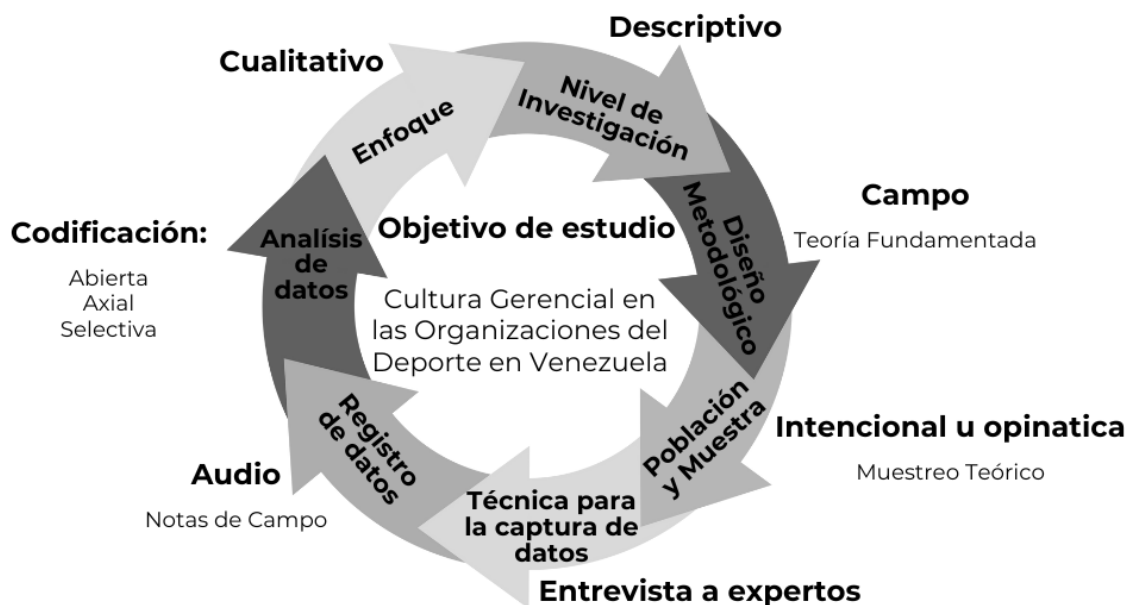 Descriptivo
Cualitativo
Nivel de
Investigación
Enfoque
Diseño
Metodológico
Campo
Teoría Fundamentada
Objetivo de estudio
Cultura Gerencial en
las Organizaciones del
Deporte en Venezuela
Codificación:
Abierta
Axial
Selectiva
Analísis
de
datos
Población
y Muestra
Intencional u opinatica
Muestreo Teórico
Registro
de datos
Audio
Notas de Campo
Técnica para
la captura de
datos
Entrevista a expertos